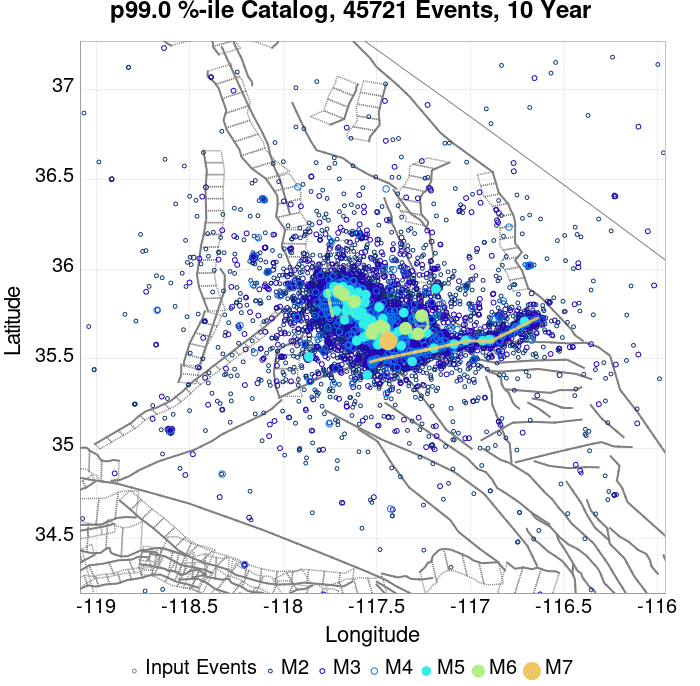 p99.0 %-ile Catalog, 45721 Events, 10 Year
37
36.5
36
35.5
35
34.5
Latitude
-119 -118.5 -118 -117.5 -117 -116.5 -116
Longitude
Input Events M2 M3 M4 M5 M6 M7